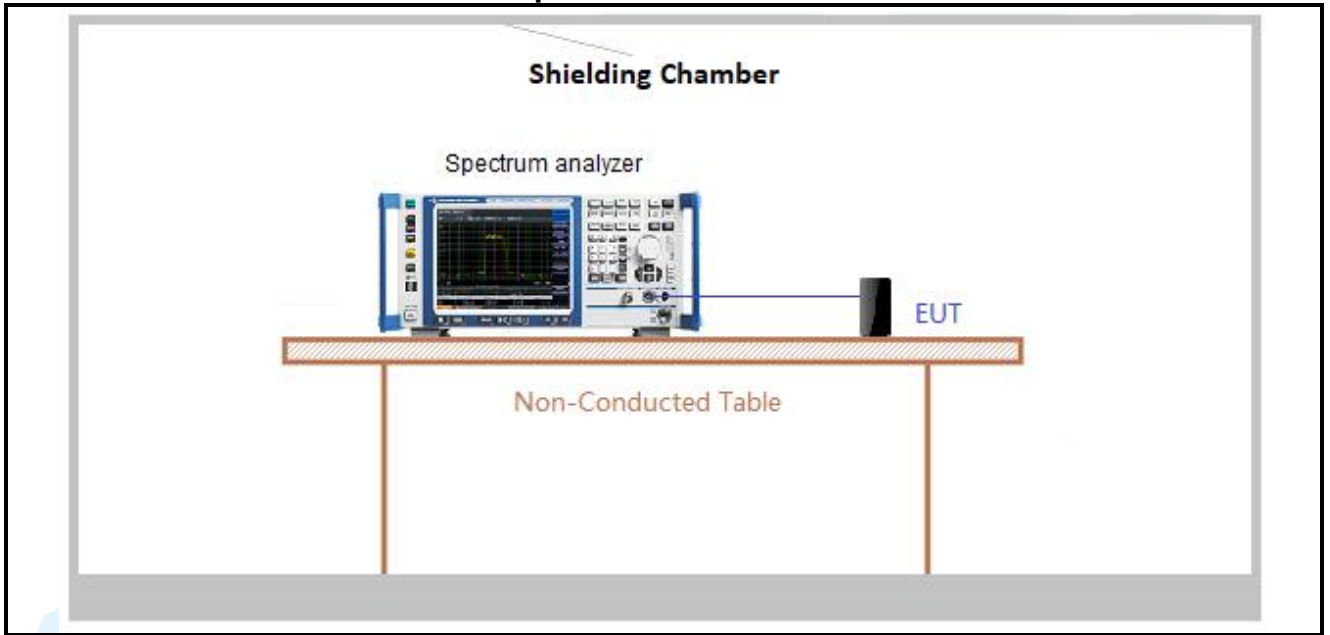 Shielding Chamber
Spectrum analyzer
EUT
Non-Conducted Table